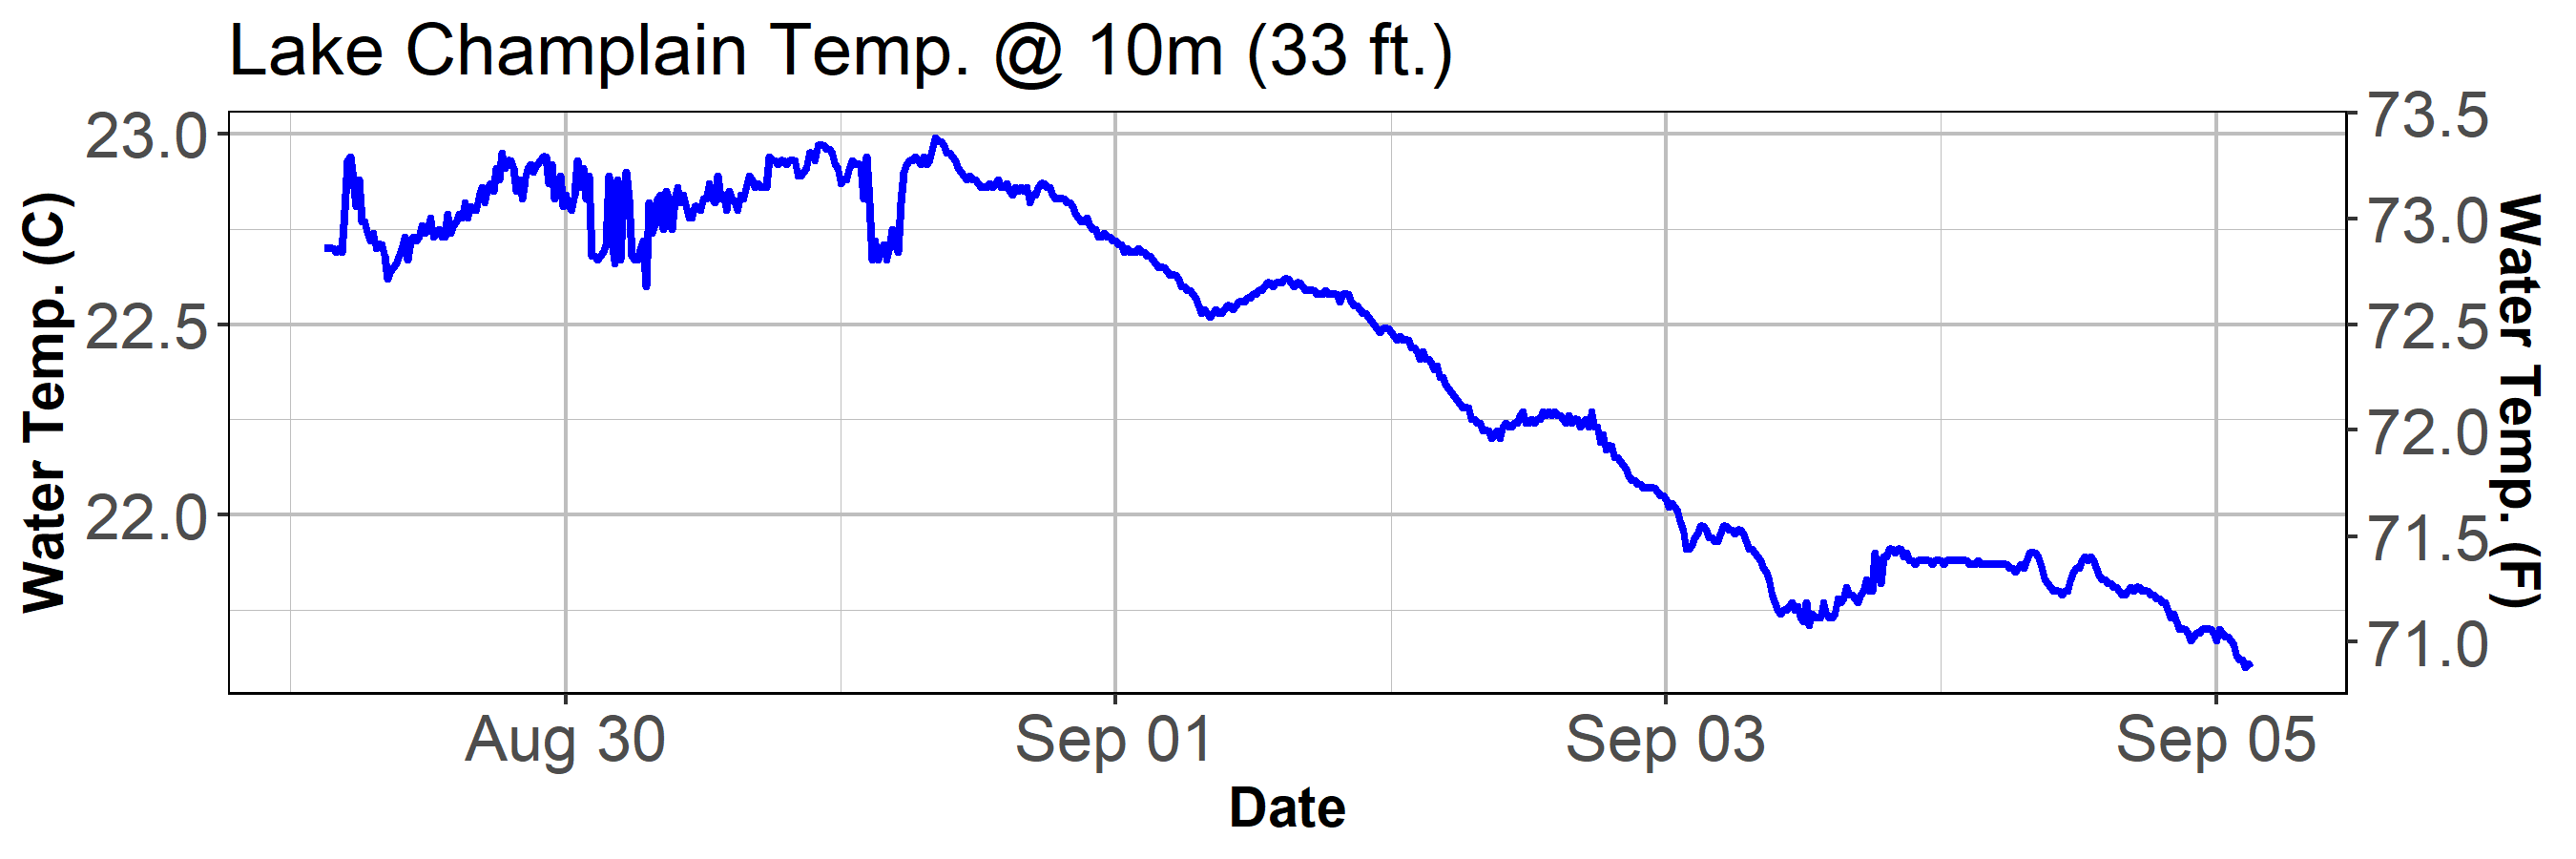 Lake Champlain Temp. @ 10m (33 ft.)
Water Temp. (C)
23.0
22.5
22.0
73.5
73.0
72.5
72.0
71.5
71.0
Water Temp. (F)
Aug 30
Sep 01
Sep 03
Sep 05
Date